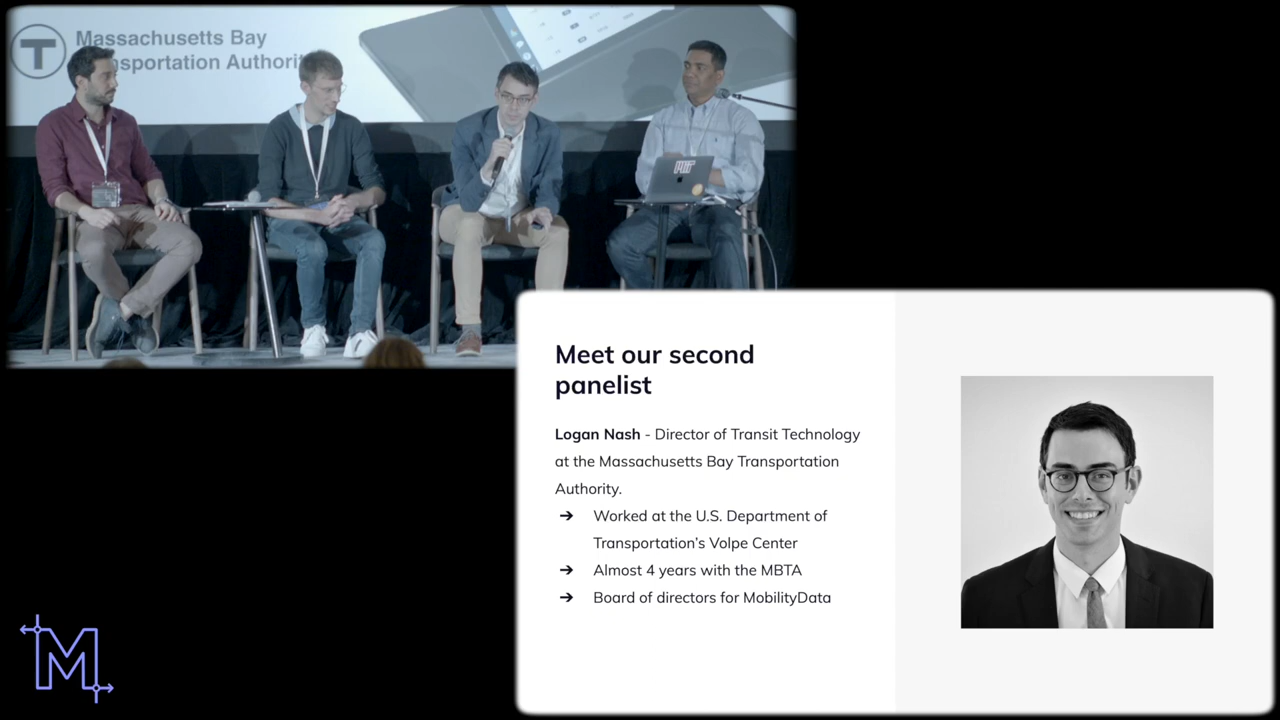 T
Massachusetts Bay
Transportation Authorit
MIT
Meet our second
panelist
Logan Nash - Director of Transit Technology
at the Massachusetts Bay Transportation
Authority.
➔ Worked at the U.S. Department of
Transportation’s Volpe Center
➔ Almost 4 years with the MBTA
➔ Board of directors for MobilityData
M